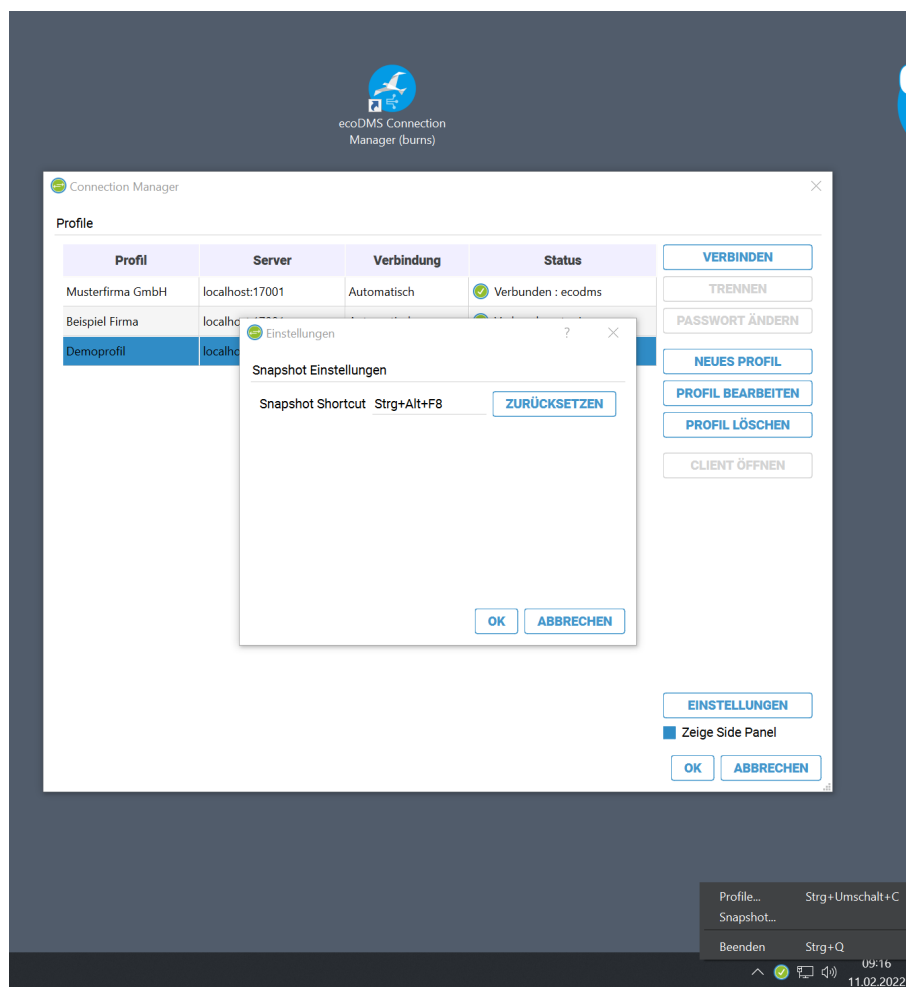 ecoDMS Connection
Manager (burns)
Connection Manager
Profile
Profil Server Verbindung Status
Musterfirma GmbH localhost:17001 Automatisch Verbunden : ecodms
Beispiel Firma
Demoprofil
VERBINDEN
TRENNEN
PASSWORT ÄNDERN
NEUES PROFIL
PROFIL BEARBEITEN
PROFIL LÖSCHEN
CLIENT ÖFFNEN
Einstellungen ?
Snapshot Einstellungen
Snapshot Shortcut Strg+Alt+F8 ZURÜCKSETZEN
OK ABBRECHEN
EINSTELLUNGEN
Zeige Side Panel
OK ABBRECHEN
Profile... Strg+Umschalt+C
Snapshot...
Beenden Strg+Q
09:16
11.02.2022